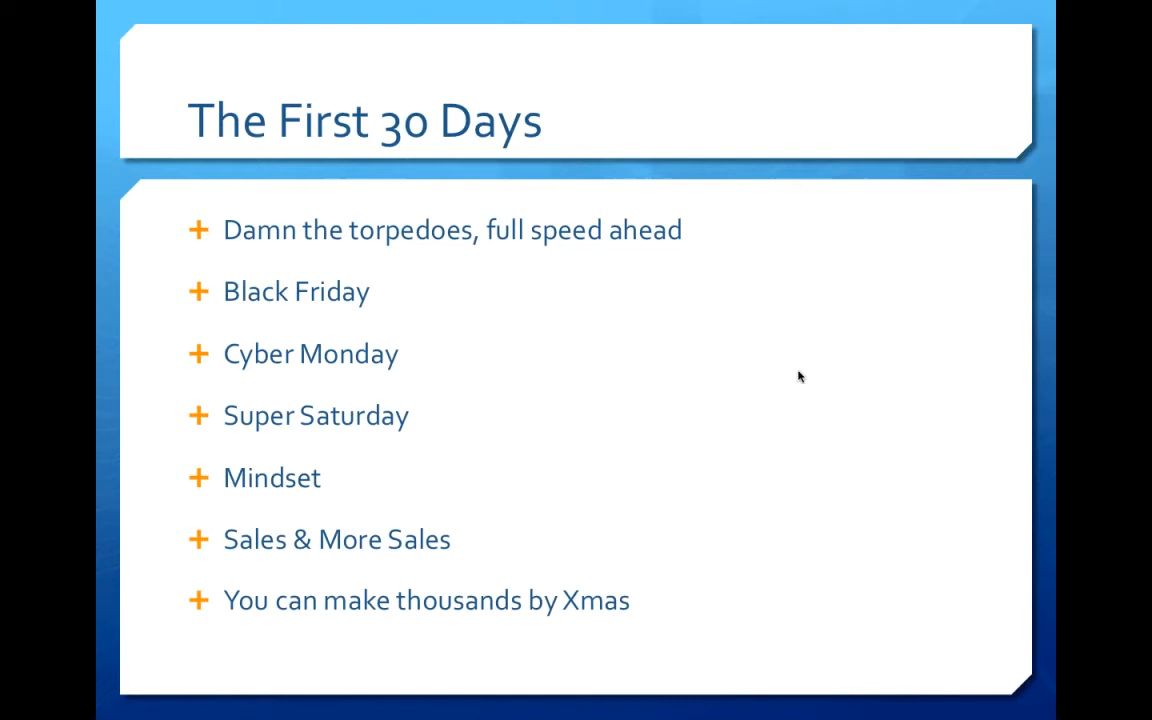 The First 30 Days
Damn the torpedoes, full speed ahead
Black Friday
Cyber Monday
Super Saturday
Mindset
Sales & More Sales
You can make thousands by Xmas